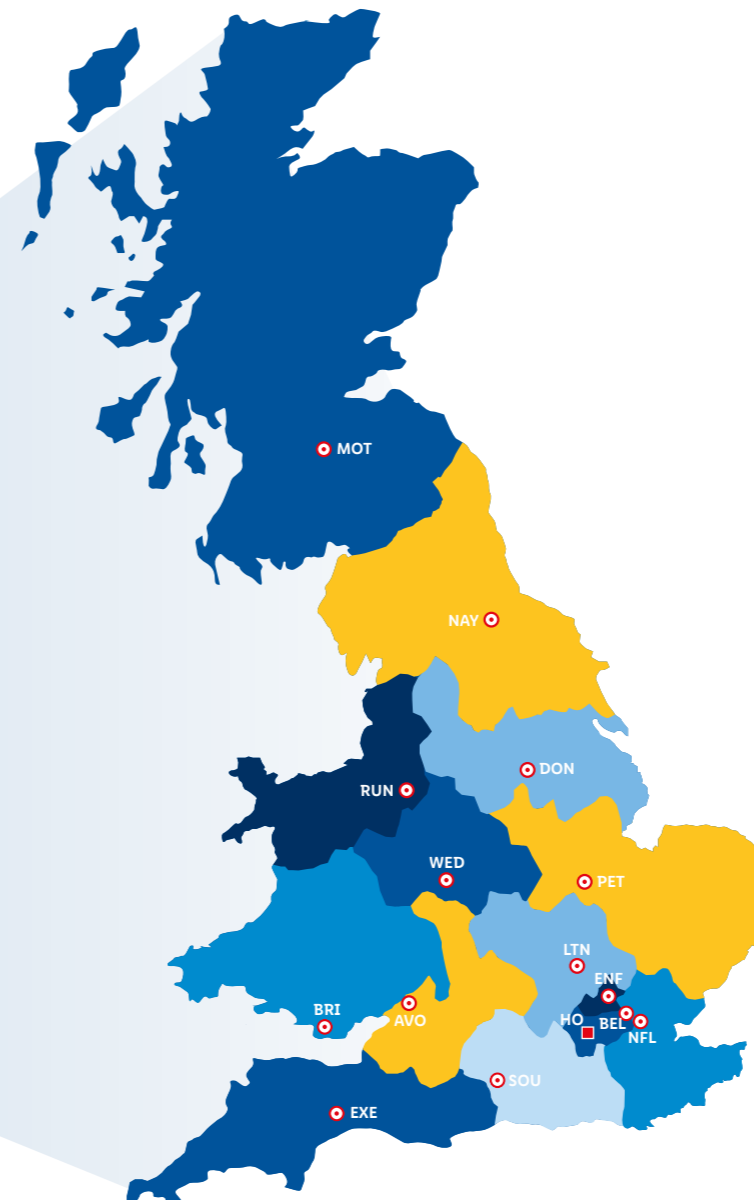 MOT
NAY
DON
RUN
WED
PET
LTN
ENF
BRI
AVO
HO
BEL
NFL
SOU
EXE